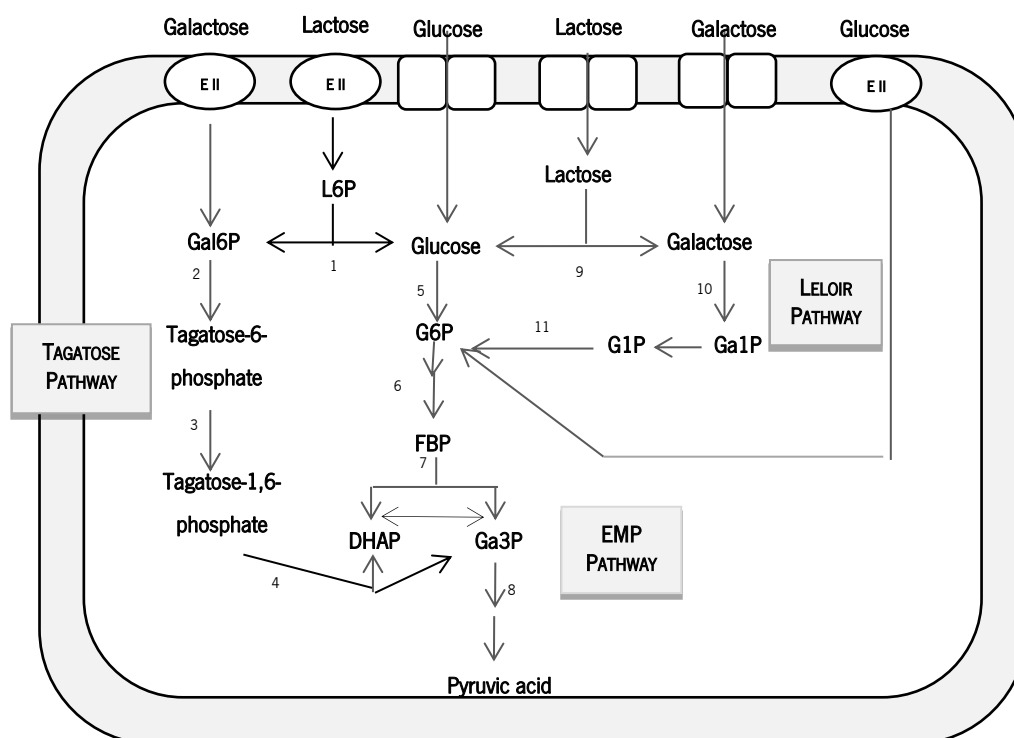 Galactose
Lactose
Glucose
Lactose
Galactose
Glucose
E II
E II
E II
L6P
Lactose
Gal6P
Glucose
Galactose
1
9
2
5
10
LELOIR
PATHWAY
Tagatose-6-
phosphate
G6P
11
G1P
Ga1P
TAGATOSE
PATHWAY
6
3
FBP
7
Tagatose-1,6-
phosphate
DHAP
Ga3P
EMP
PATHWAY
4
8
Pyruvic acid